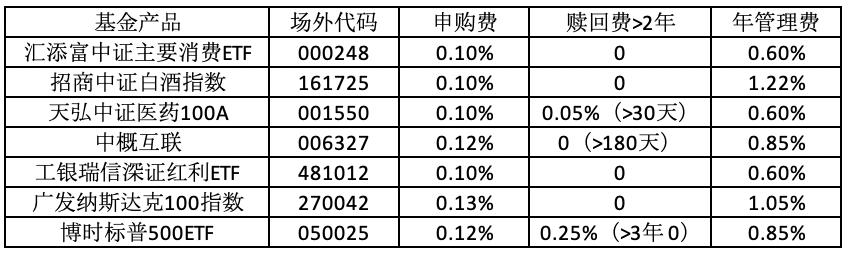 基金产品 场外代码 申购费 赎回费>2年 年管理费
汇添富中证主要消费ETF 000248 0.10% 0 0.60%
招商中证白酒指数 161725 0.10% 0 1.22%
天弘中证医药100A 001550 0.10% 0.05%（>30天） 0.60%
中概互联 006327 0.12% 0（>180天） 0.85%
工银瑞信深证红利ETF 481012 0.10% 0 0.60%
广发纳斯达克100指数 270042 0.13% 0 1.05%
博时标普500ETF 050025 0.12% 0.25%（>3年 0） 0.85%